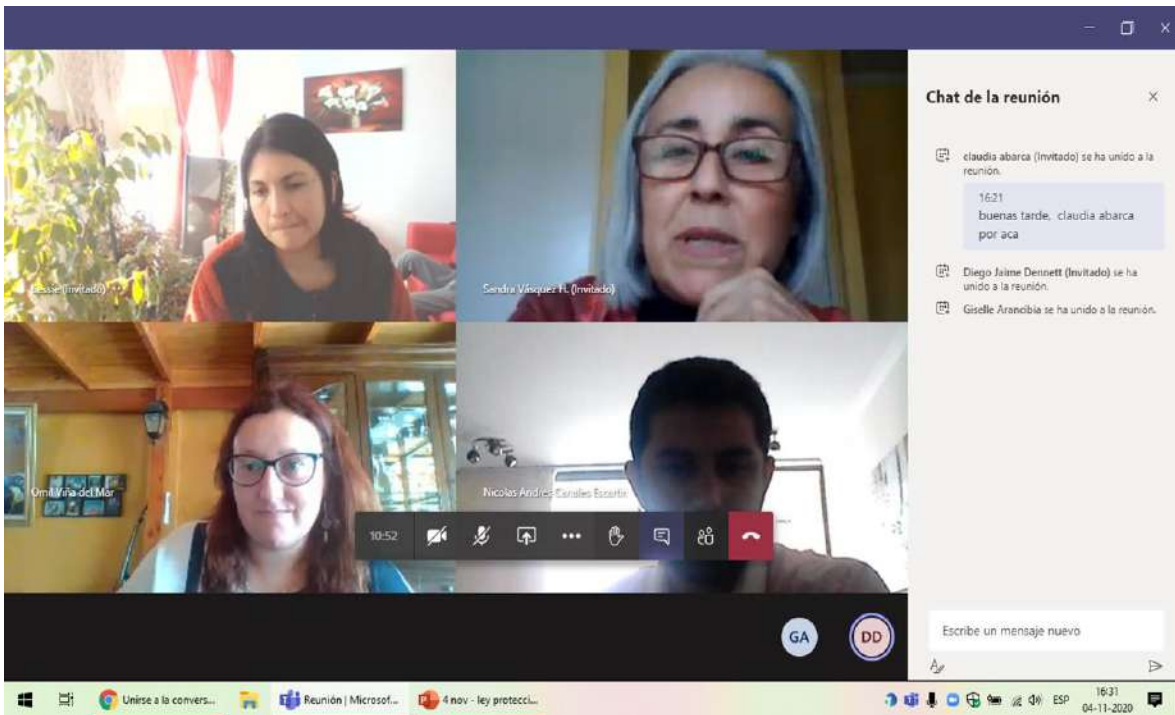 Chat de la reunión
claudia abarca (Invitado) se ha unido a la
reunión.
16:21
buenas tarde, claudia abarca
por aca
Diego Jaime Dennett (Invitado) se ha
unido a la reunión.
Giselle Arancibia se ha unido a la reunión.
(Invitado)
Sandra Vásquez H. (Invitado)
Omil Viña del Mar
Nicolas Andres Canales
10:52
GA
DD
Escribe un mensaje nuevo
Unirse a la convers...
Reunión | Microsof...
4 nov - ley protecci...
ESP
16:31
04-11-2020